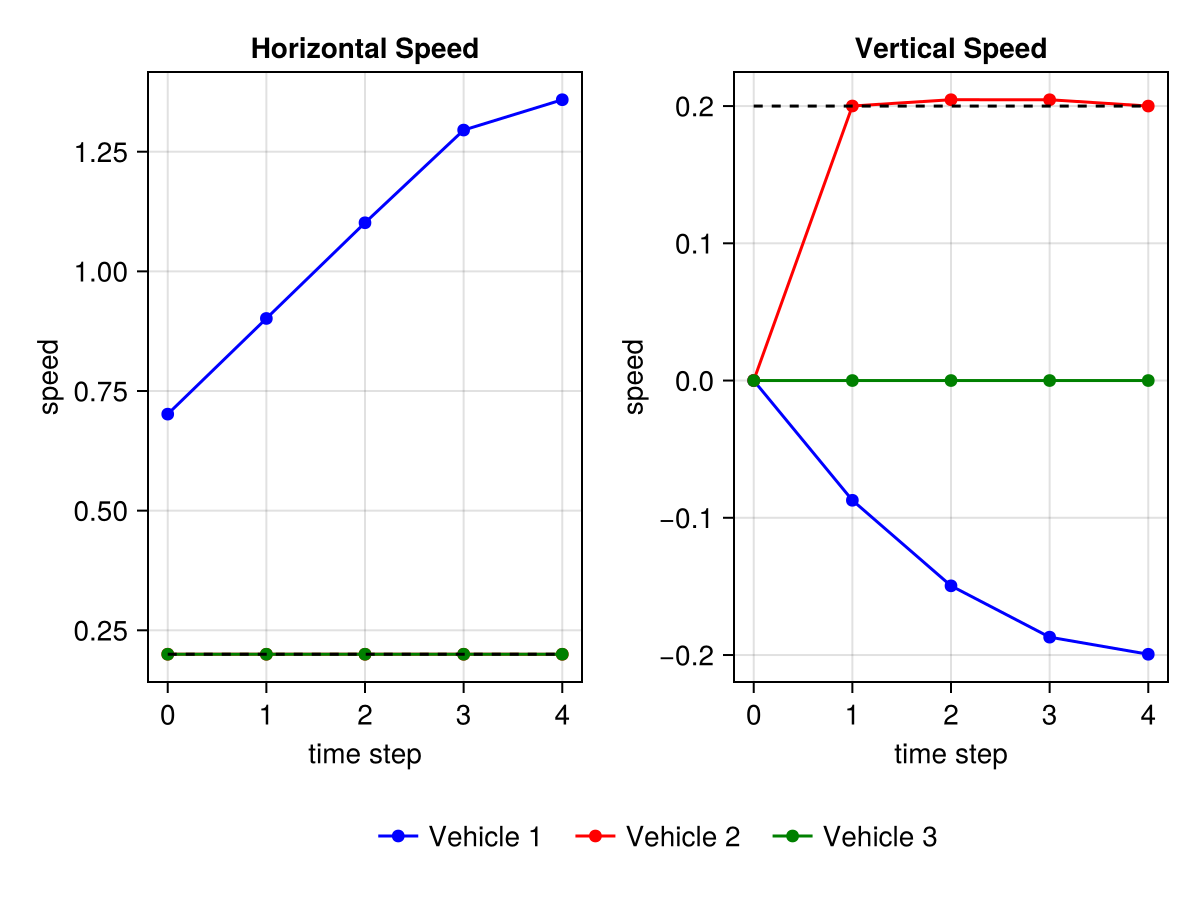 Horizontal Speed
1.25
1.00
0.75
0.50
0.25
speed
0 1 2 3 4
time step
Vertical Speed
0.2
0.1
0.0
−0.1
−0.2
speed
0 1 2 3 4
time step
Vehicle 1 Vehicle 2 Vehicle 3